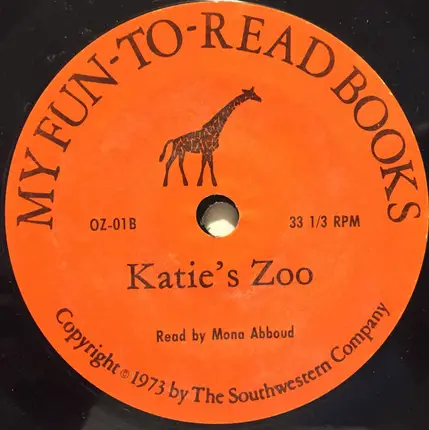 MY FUN-TO-READ BOOKS
OZ-01B
33 1/3 RPM
Katie's Zoo
Read by Mona Abboud
Copyright © 1973 by The Southwestern Company